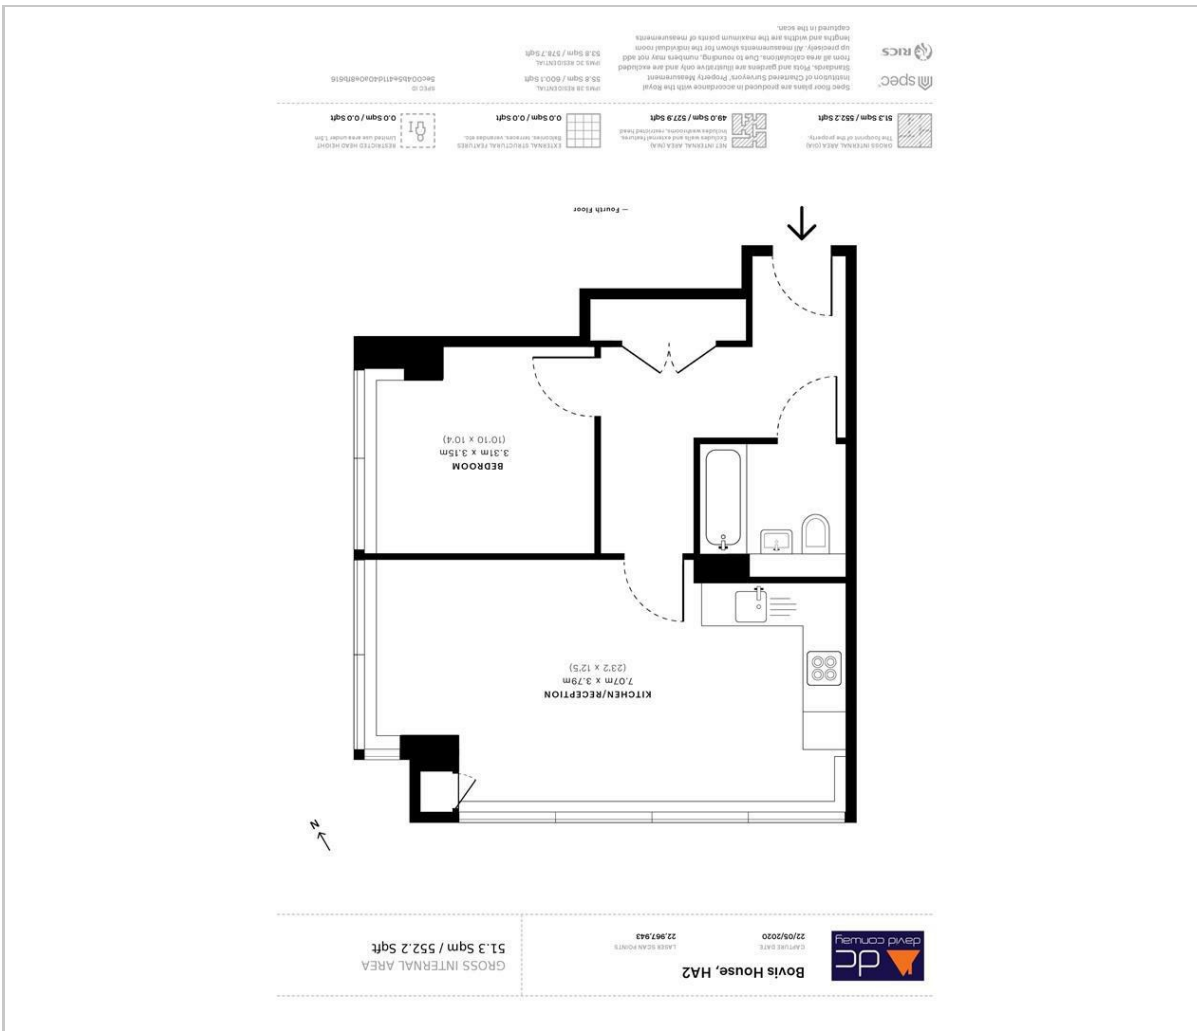 dc
david conway
Bovis House, HA2
CAPTURE DATE
22/05/2020
LASER SCAN POINTS
22,967,943
GROSS INTERNAL AREA
51.3 Sqm / 552.2 Sqft
N
KITCHEN/RECEPTION
7.07m x 3.79m
(23'2 x 12'5)
BEDROOM
3.31m x 3.15m
(10'10 x 10'4)
— Fourth Floor
GROSS INTERNAL AREA (GIA)
The footprint of the property.
51.3 Sqm / 552.2 Sqft
NET INTERNAL AREA (NIA)
Excludes walls and external features,
Includes washrooms, restricted head
49.0 Sqm / 527.9 Sqft
EXTERNAL STRUCTURAL FEATURES
Balconies, terraces, verandas etc.
0.0 Sqm / 0.0 Sqft
RESTRICTED HEAD HEIGHT
Limited use area under 1.5m
0.0 Sqm / 0.0 Sqft
spec
RICS
Spec floor plans are produced in accordance with the Royal
Institution of Chartered Surveyors' Property Measurement
Standards. Plots and gardens are illustrative only and are excluded
from all area calculations. Due to rounding, numbers may not add
up precisely. All measurements shown for the individual room
lengths and widths are the maximum points of measurements
captured in the scan.
IPMS 3B RESIDENTIAL
55.8 Sqm / 600.1 Sqft
IPMS 3C RESIDENTIAL
53.8 Sqm / 578.7 Sqft
SPEC ID